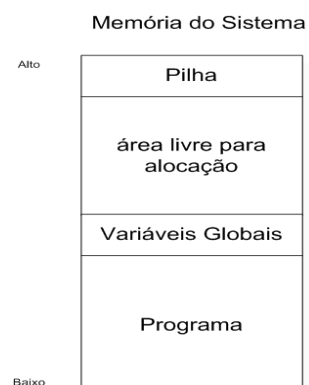 Memória do Sistema
Alto
Pilha
área livre para
alocação
Variáveis Globais
Programa
Baixo